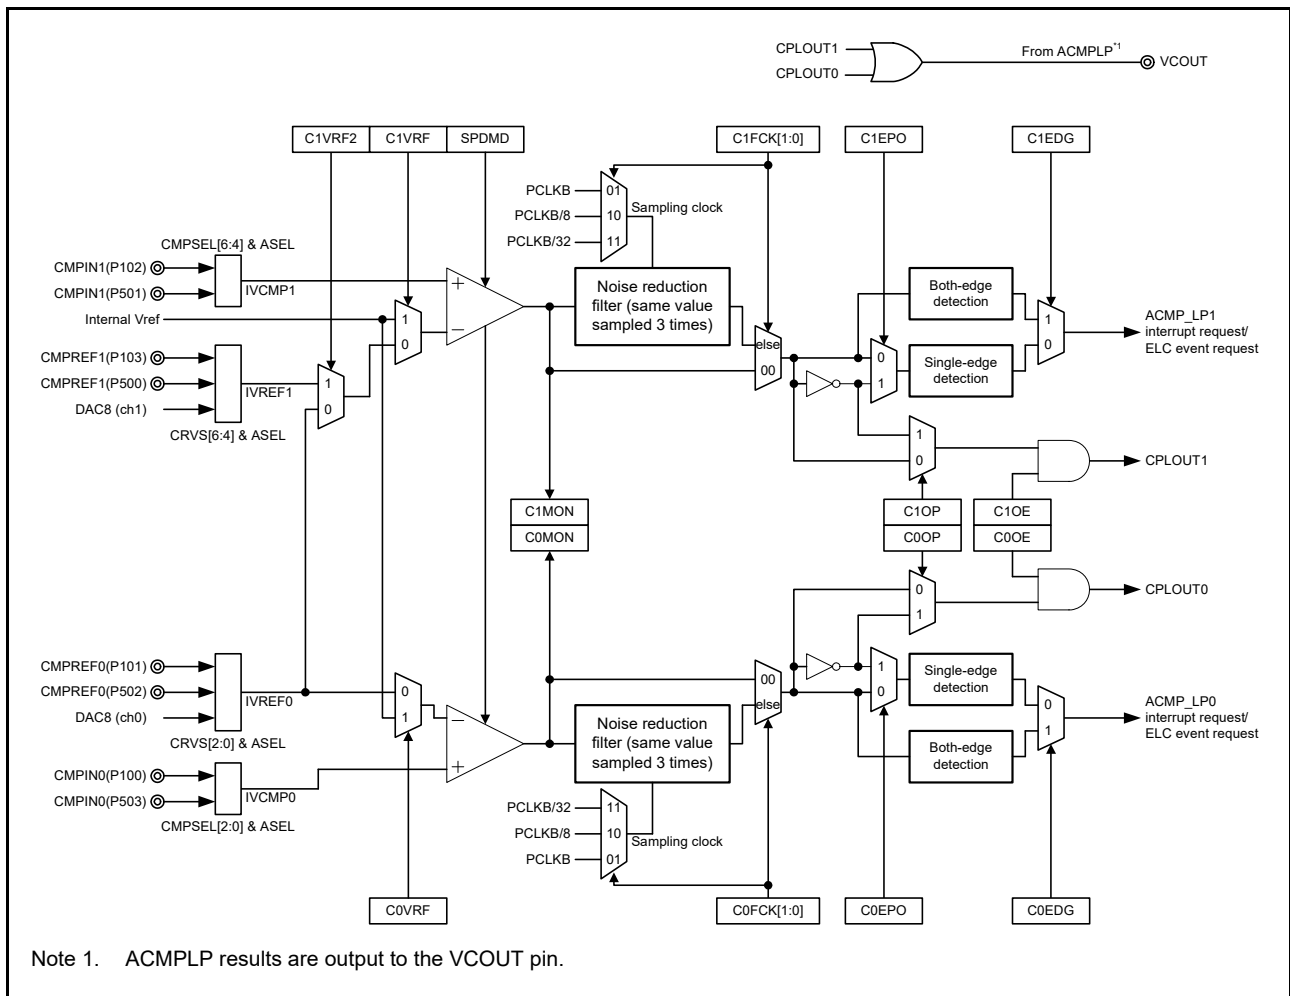 CPLOUT1
CPLOUT0
From ACMPLP*1
VCOUT
C1VRF2
C1VRF
SPDMD
C1FCK[1:0]
C1EPO
C1EDG
PCLKB
01
PCLKB/8
10
Sampling clock
PCLKB/32
11
CMPSEL[6:4] & ASEL
CMPIN1(P102)
CMPIN1(P501)
IVCMP1
Internal Vref
CMPREF1(P103)
CMPREF1(P500)
DAC8 (ch1)
IVREF1
CRVS[6:4] & ASEL
1
0
1
0
+
−
Noise reduction
filter (same value
sampled 3 times)
else
00
0
1
Both-edge
detection
Single-edge
detection
1
0
ACMP_LP1
interrupt request/
ELC event request
1
0
CPLOUT1
C1MON
C0MON
C1OP
C0OP
C1OE
C0OE
0
1
CPLOUT0
CMPREF0(P101)
CMPREF0(P502)
DAC8 (ch0)
IVREF0
CRVS[2:0] & ASEL
CMPIN0(P100)
CMPIN0(P503)
IVCMP0
CMPSEL[2:0] & ASEL
0
1
−
+
Noise reduction
filter (same value
sampled 3 times)
00
else
1
0
Single-edge
detection
Both-edge
detection
0
1
ACMP_LP0
interrupt request/
ELC event request
PCLKB/32
11
PCLKB/8
10
Sampling clock
PCLKB
01
C0VRF
C0FCK[1:0]
C0EPO
C0EDG
Note 1. ACMPLP results are output to the VCOUT pin.